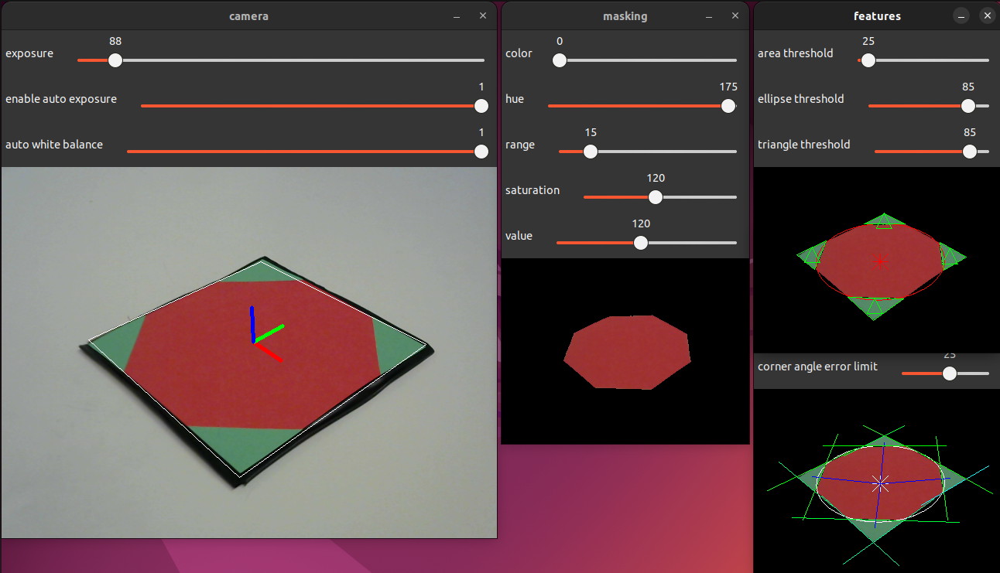 camera
exposure
88
enable auto exposure
1
auto white balance
1
masking
color
0
hue
175
range
15
saturation
120
value
120
features
area threshold
25
ellipse threshold
85
triangle threshold
85
corner angle error limit
25